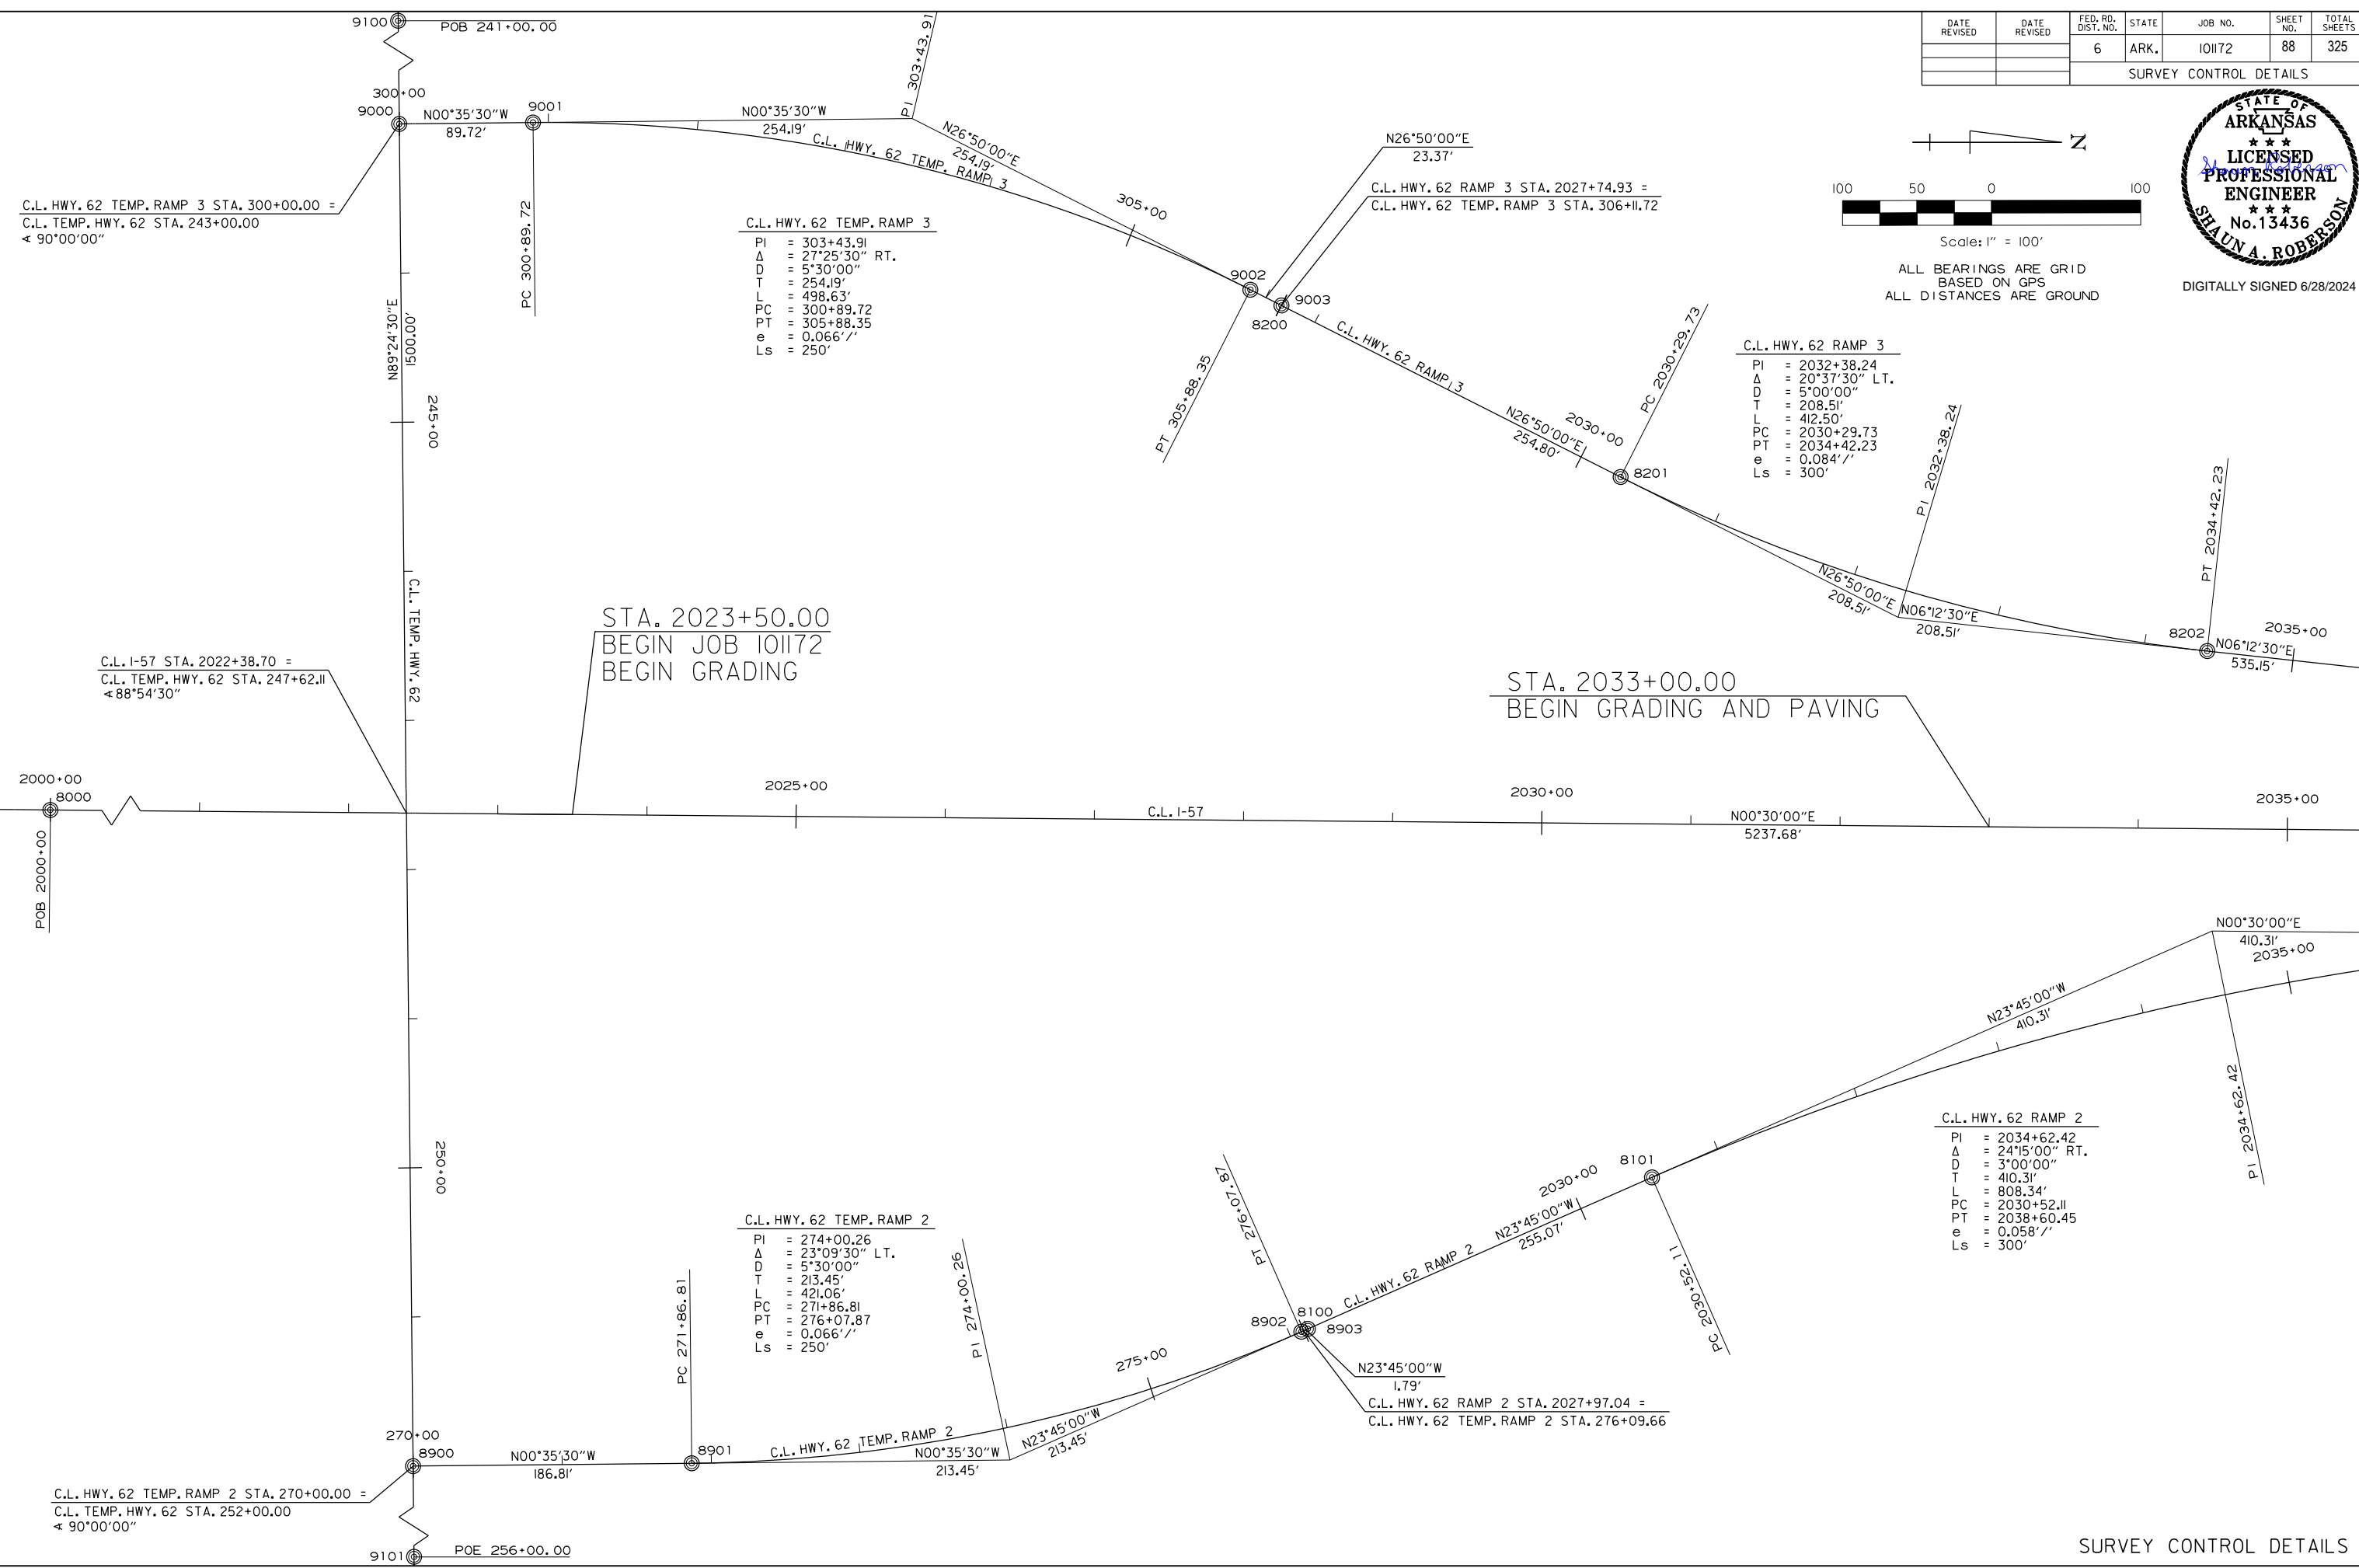 DATE REVISED
DATE REVISED
FED. RD. DIST. NO.
STATE
JOB NO.
SHEET NO.
TOTAL SHEETS
6
ARK.
101172
88
325
SURVEY CONTROL DETAILS
STATE OF
ARKANSAS
★ ★ ★
LICENSED
PROFESSIONAL
ENGINEER
★ ★ ★
No. 13436
SHAUN A. ROBERSON
Shaun Roberson
DIGITALLY SIGNED 6/28/2024
N
100 50 0 100
Scale: 1" = 100'
ALL BEARINGS ARE GRID
BASED ON GPS
ALL DISTANCES ARE GROUND
9100
POB 241+00.00
300+00
9000
N00°35'30"W
89.72'
9001
N00°35'30"W
254.19'
PI 303+43.91
N26°50'00"E
254.19'
C.L. HWY. 62 TEMP. RAMP 3
PC 300+89.72
C.L. HWY. 62 TEMP. RAMP 3 STA. 300+00.00 =
C.L. TEMP. HWY. 62 STA. 243+00.00
∢ 90°00'00"
C.L. HWY. 62 TEMP. RAMP 3
PI = 303+43.91
Δ = 27°25'30" RT.
D = 5°30'00"
T = 254.19'
L = 498.63'
PC = 300+89.72
PT = 305+88.35
e = 0.066'/'
Ls = 250'
305+00
N26°50'00"E
23.37'
C.L. HWY. 62 RAMP 3 STA. 2027+74.93 =
C.L. HWY. 62 TEMP. RAMP 3 STA. 306+11.72
9002
9003
8200
PT 305+88.35
C.L. HWY. 62 RAMP 3
N26°50'00"E
254.80'
2030+00
PC 2030+29.73
8201
C.L. HWY. 62 RAMP 3
PI = 2032+38.24
Δ = 20°37'30" LT.
D = 5°00'00"
T = 208.51'
L = 412.50'
PC = 2030+29.73
PT = 2034+42.23
e = 0.084'/'
Ls = 300'
PI 2032+38.24
N26°50'00"E
208.51'
N06°12'30"E
208.51'
PT 2034+42.23
8202
2035+00
N06°12'30"E
535.15'
N89°24'30"E
1500.00'
245+00
C.L. TEMP. HWY. 62
STA. 2023+50.00
BEGIN JOB 101172
BEGIN GRADING
C.L. I-57 STA. 2022+38.70 =
C.L. TEMP. HWY. 62 STA. 247+62.11
∢ 88°54'30"
STA. 2033+00.00
BEGIN GRADING AND PAVING
2000+00
8000
POB 2000+00
2025+00
C.L. I-57
2030+00
N00°30'00"E
5237.68'
2035+00
N00°30'00"E
410.31'
2035+00
N23°45'00"W
410.31'
PI 2034+62.42
C.L. HWY. 62 RAMP 2
PI = 2034+62.42
Δ = 24°15'00" RT.
D = 3°00'00"
T = 410.31'
L = 808.34'
PC = 2030+52.11
PT = 2038+60.45
e = 0.058'/'
Ls = 300'
250+00
8101
2030+00
N23°45'00"W
255.07'
PC 2030+52.11
C.L. HWY. 62 RAMP 2
PT 276+07.87
8100
8902
8903
N23°45'00"W
1.79'
C.L. HWY. 62 RAMP 2 STA. 2027+97.04 =
C.L. HWY. 62 TEMP. RAMP 2 STA. 276+09.66
C.L. HWY. 62 TEMP. RAMP 2
PI = 274+00.26
Δ = 23°09'30" LT.
D = 5°30'00"
T = 213.45'
L = 421.06'
PC = 271+86.81
PT = 276+07.87
e = 0.066'/'
Ls = 250'
PC 271+86.81
PI 274+00.26
275+00
N23°45'00"W
213.45'
270+00
8900
N00°35'30"W
186.81'
8901
C.L. HWY. 62 TEMP. RAMP 2
N00°35'30"W
213.45'
C.L. HWY. 62 TEMP. RAMP 2 STA. 270+00.00 =
C.L. TEMP. HWY. 62 STA. 252+00.00
∢ 90°00'00"
9101
POE 256+00.00
SURVEY CONTROL DETAILS